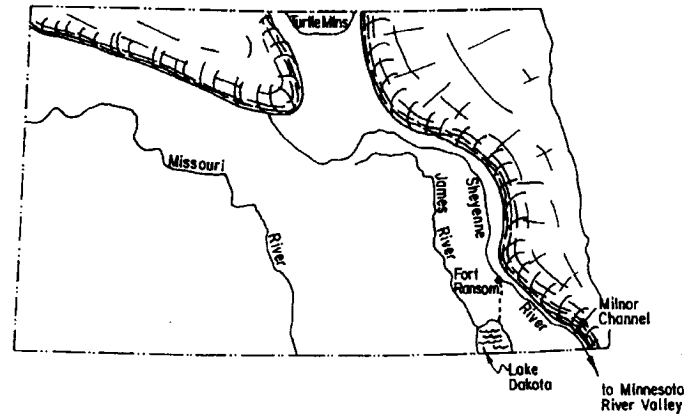 Turtle Mtns
Missouri
River
James
River
Sheyenne
River
Fort
Ransom
Milnor
Channel
Lake
Dakota
to Minnesota
River Valley